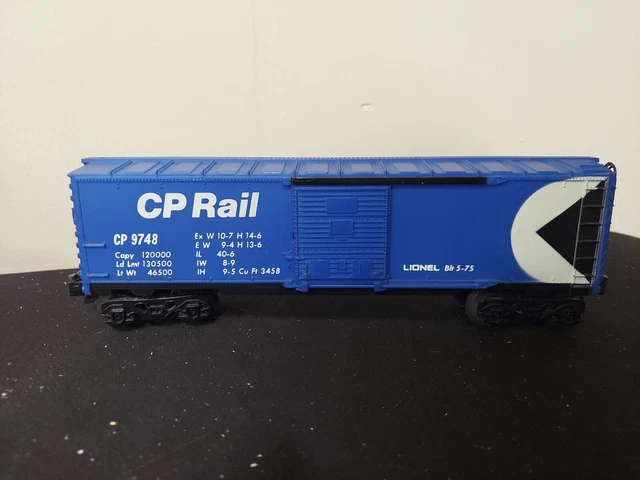 CP Rail
CP 9748
Capy 120000
Ld Lmt 130500
Lt Wt 46500
Ex W 10-7 H 14-6
E W 9-4 H 13-6
IL 40-6
IW 8-9
IH 9-5 Cu Ft 3458
LIONEL Blt 5-75